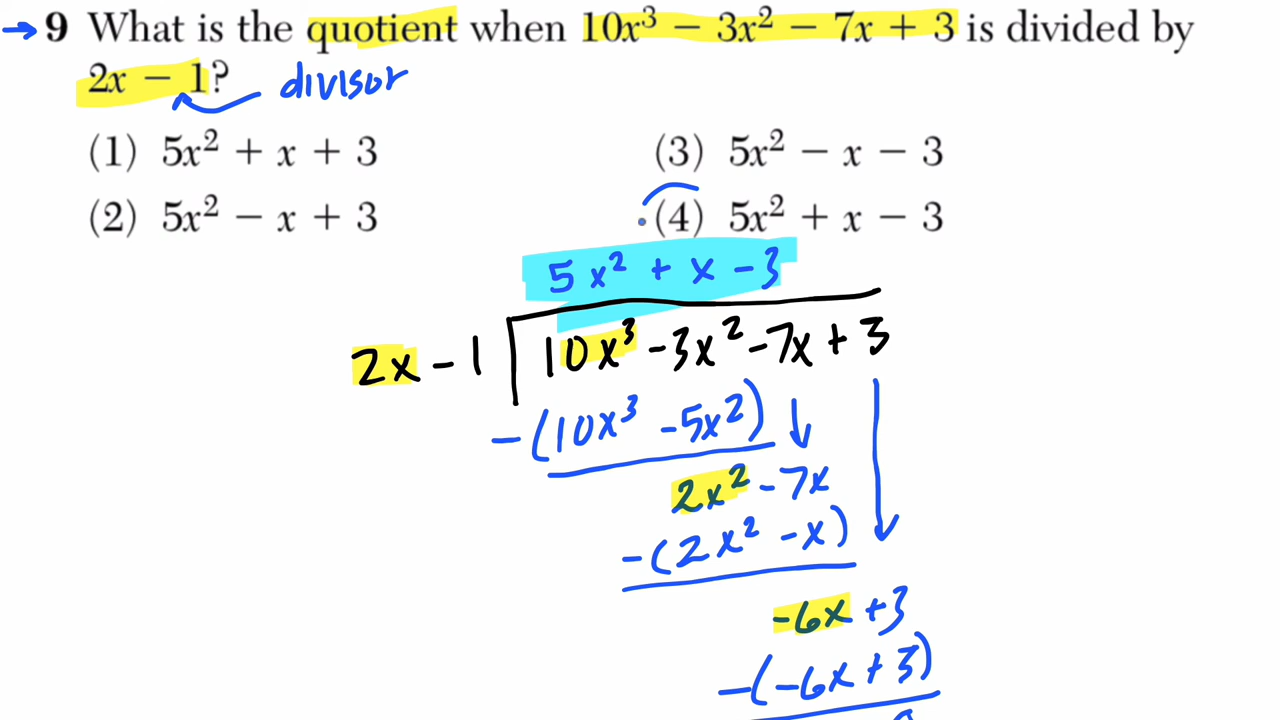 → 9 What is the quotient when 10x³ − 3x² − 7x + 3 is divided by
2x − 1? divisor
(1) 5x² + x + 3 (3) 5x² − x − 3
(2) 5x² − x + 3 (4) 5x² + x − 3
5x² + x − 3
2x − 1 10x³ − 3x² − 7x + 3
−(10x³ − 5x²) ↓
2x² − 7x
−(2x² − x)
−6x + 3
−(−6x + 3)